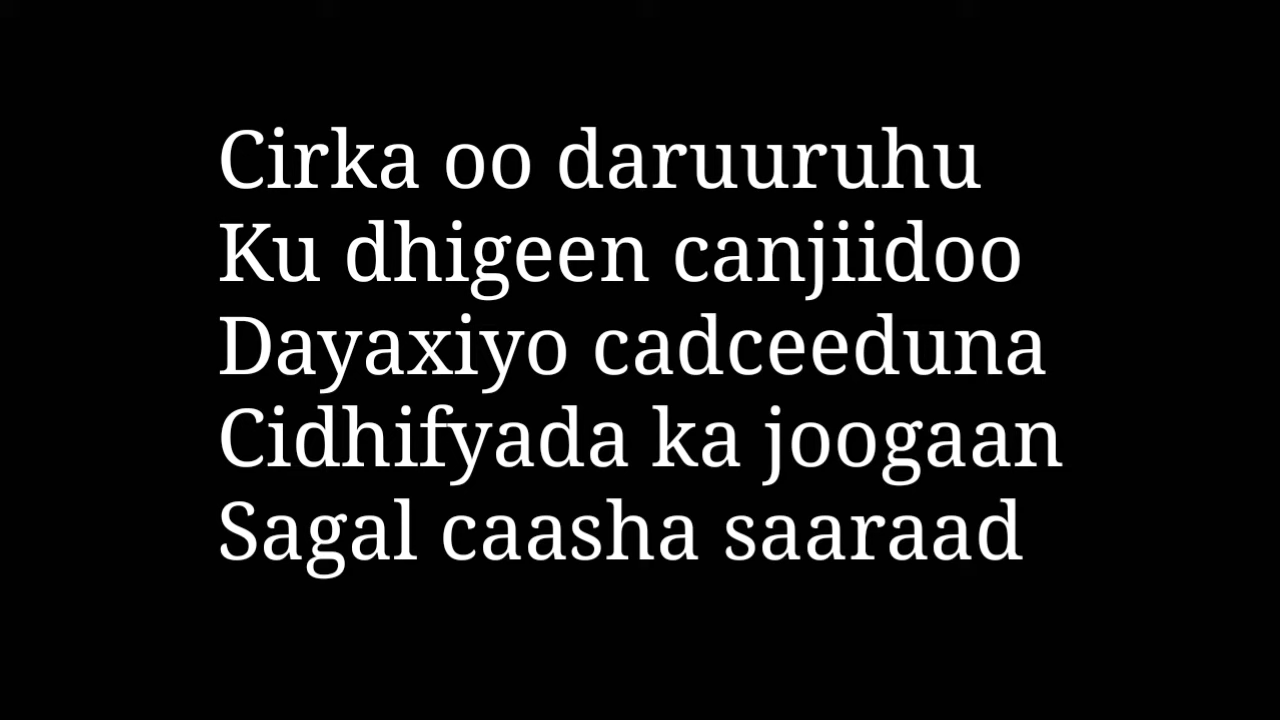 Cirka oo daruuruhu
Ku dhigeen canjiidoo
Dayaxiyo cadceeduna
Cidhifyada ka joogaan
Sagal caasha saaraad